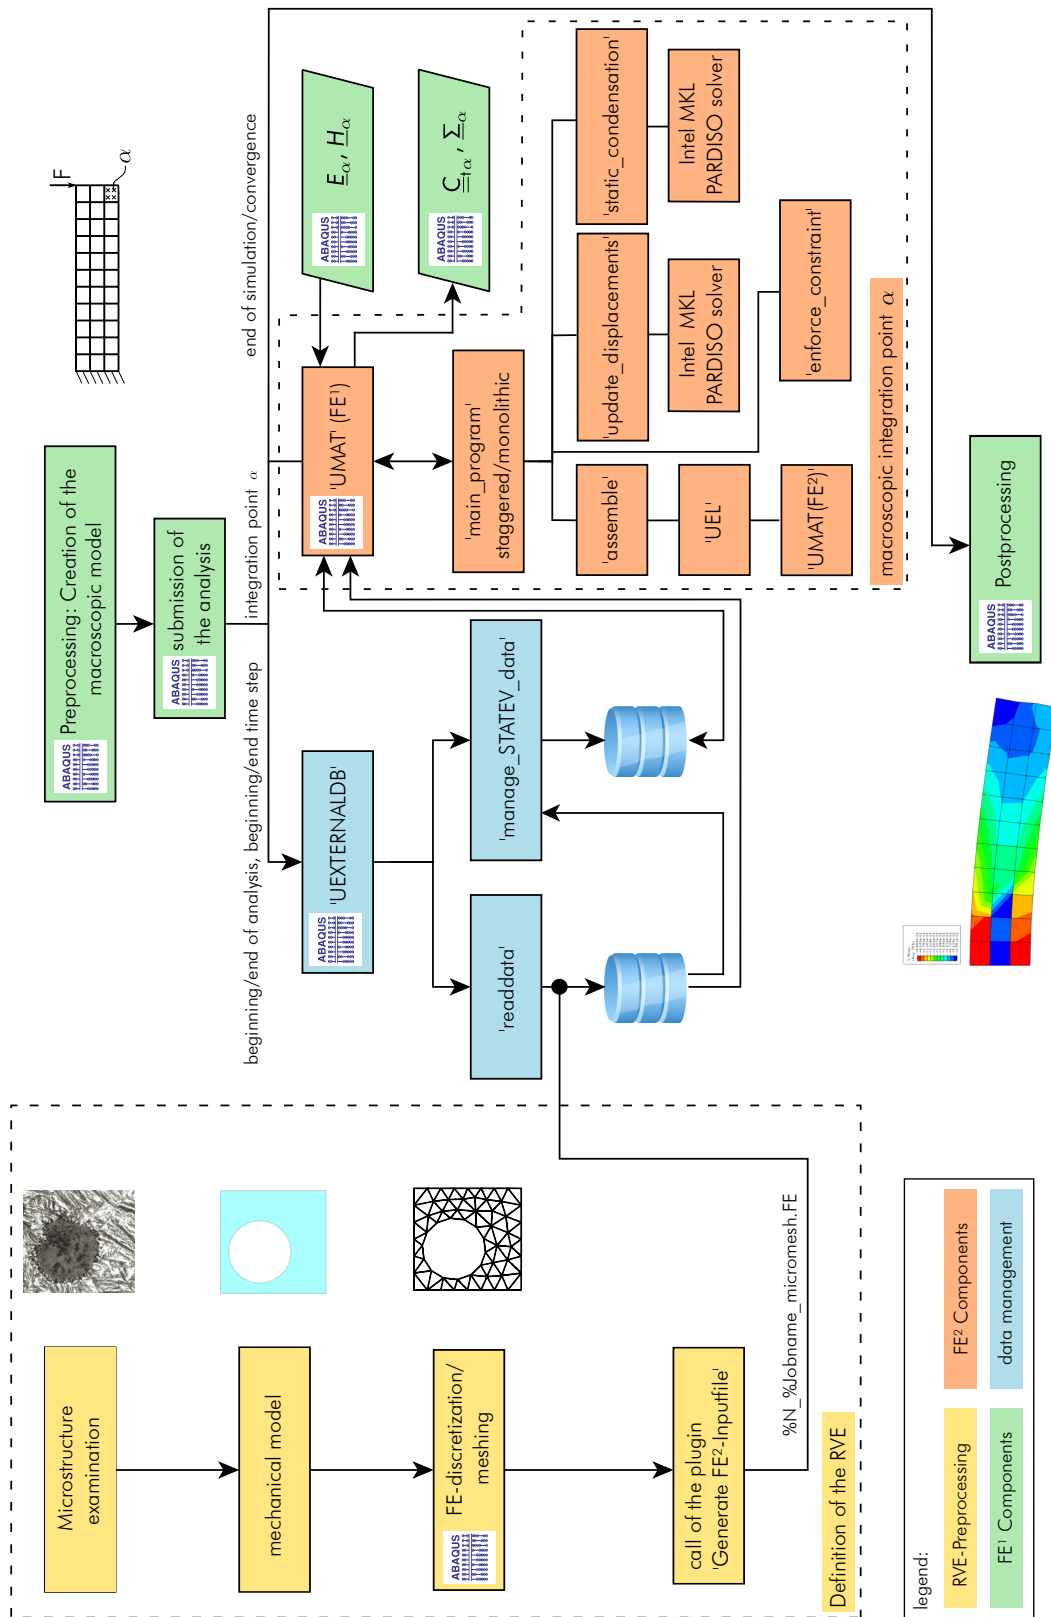 Microstructure
examination
mechanical model
FE-discretization/
meshing
ABAQUS
call of the plugin
'Generate FE²-Inputfile'
%N_%Jobname_micromesh.FE
Definition of the RVE
Preprocessing: Creation of the
macroscopic model
ABAQUS
submission of
the analysis
ABAQUS
F
α
beginning/end of analysis, beginning/end time step
integration point α
end of simulation/convergence
'UEXTERNALDB'
ABAQUS
'readdata'
'manage_STATEV_data'
'UMAT' (FE¹)
ABAQUS
E_α, H_α
ABAQUS
C_tα, Σ_α
ABAQUS
'main_program'
staggered/monolithic
'assemble'
'UEL'
'UMAT(FE²)'
'update_displacements'
Intel MKL
PARDISO solver
'static_condensation'
Intel MKL
PARDISO solver
'enforce_constraint'
macroscopic integration point α
Postprocessing
ABAQUS
legend:
RVE-Preprocessing
FE² Components
FE¹ Components
data management